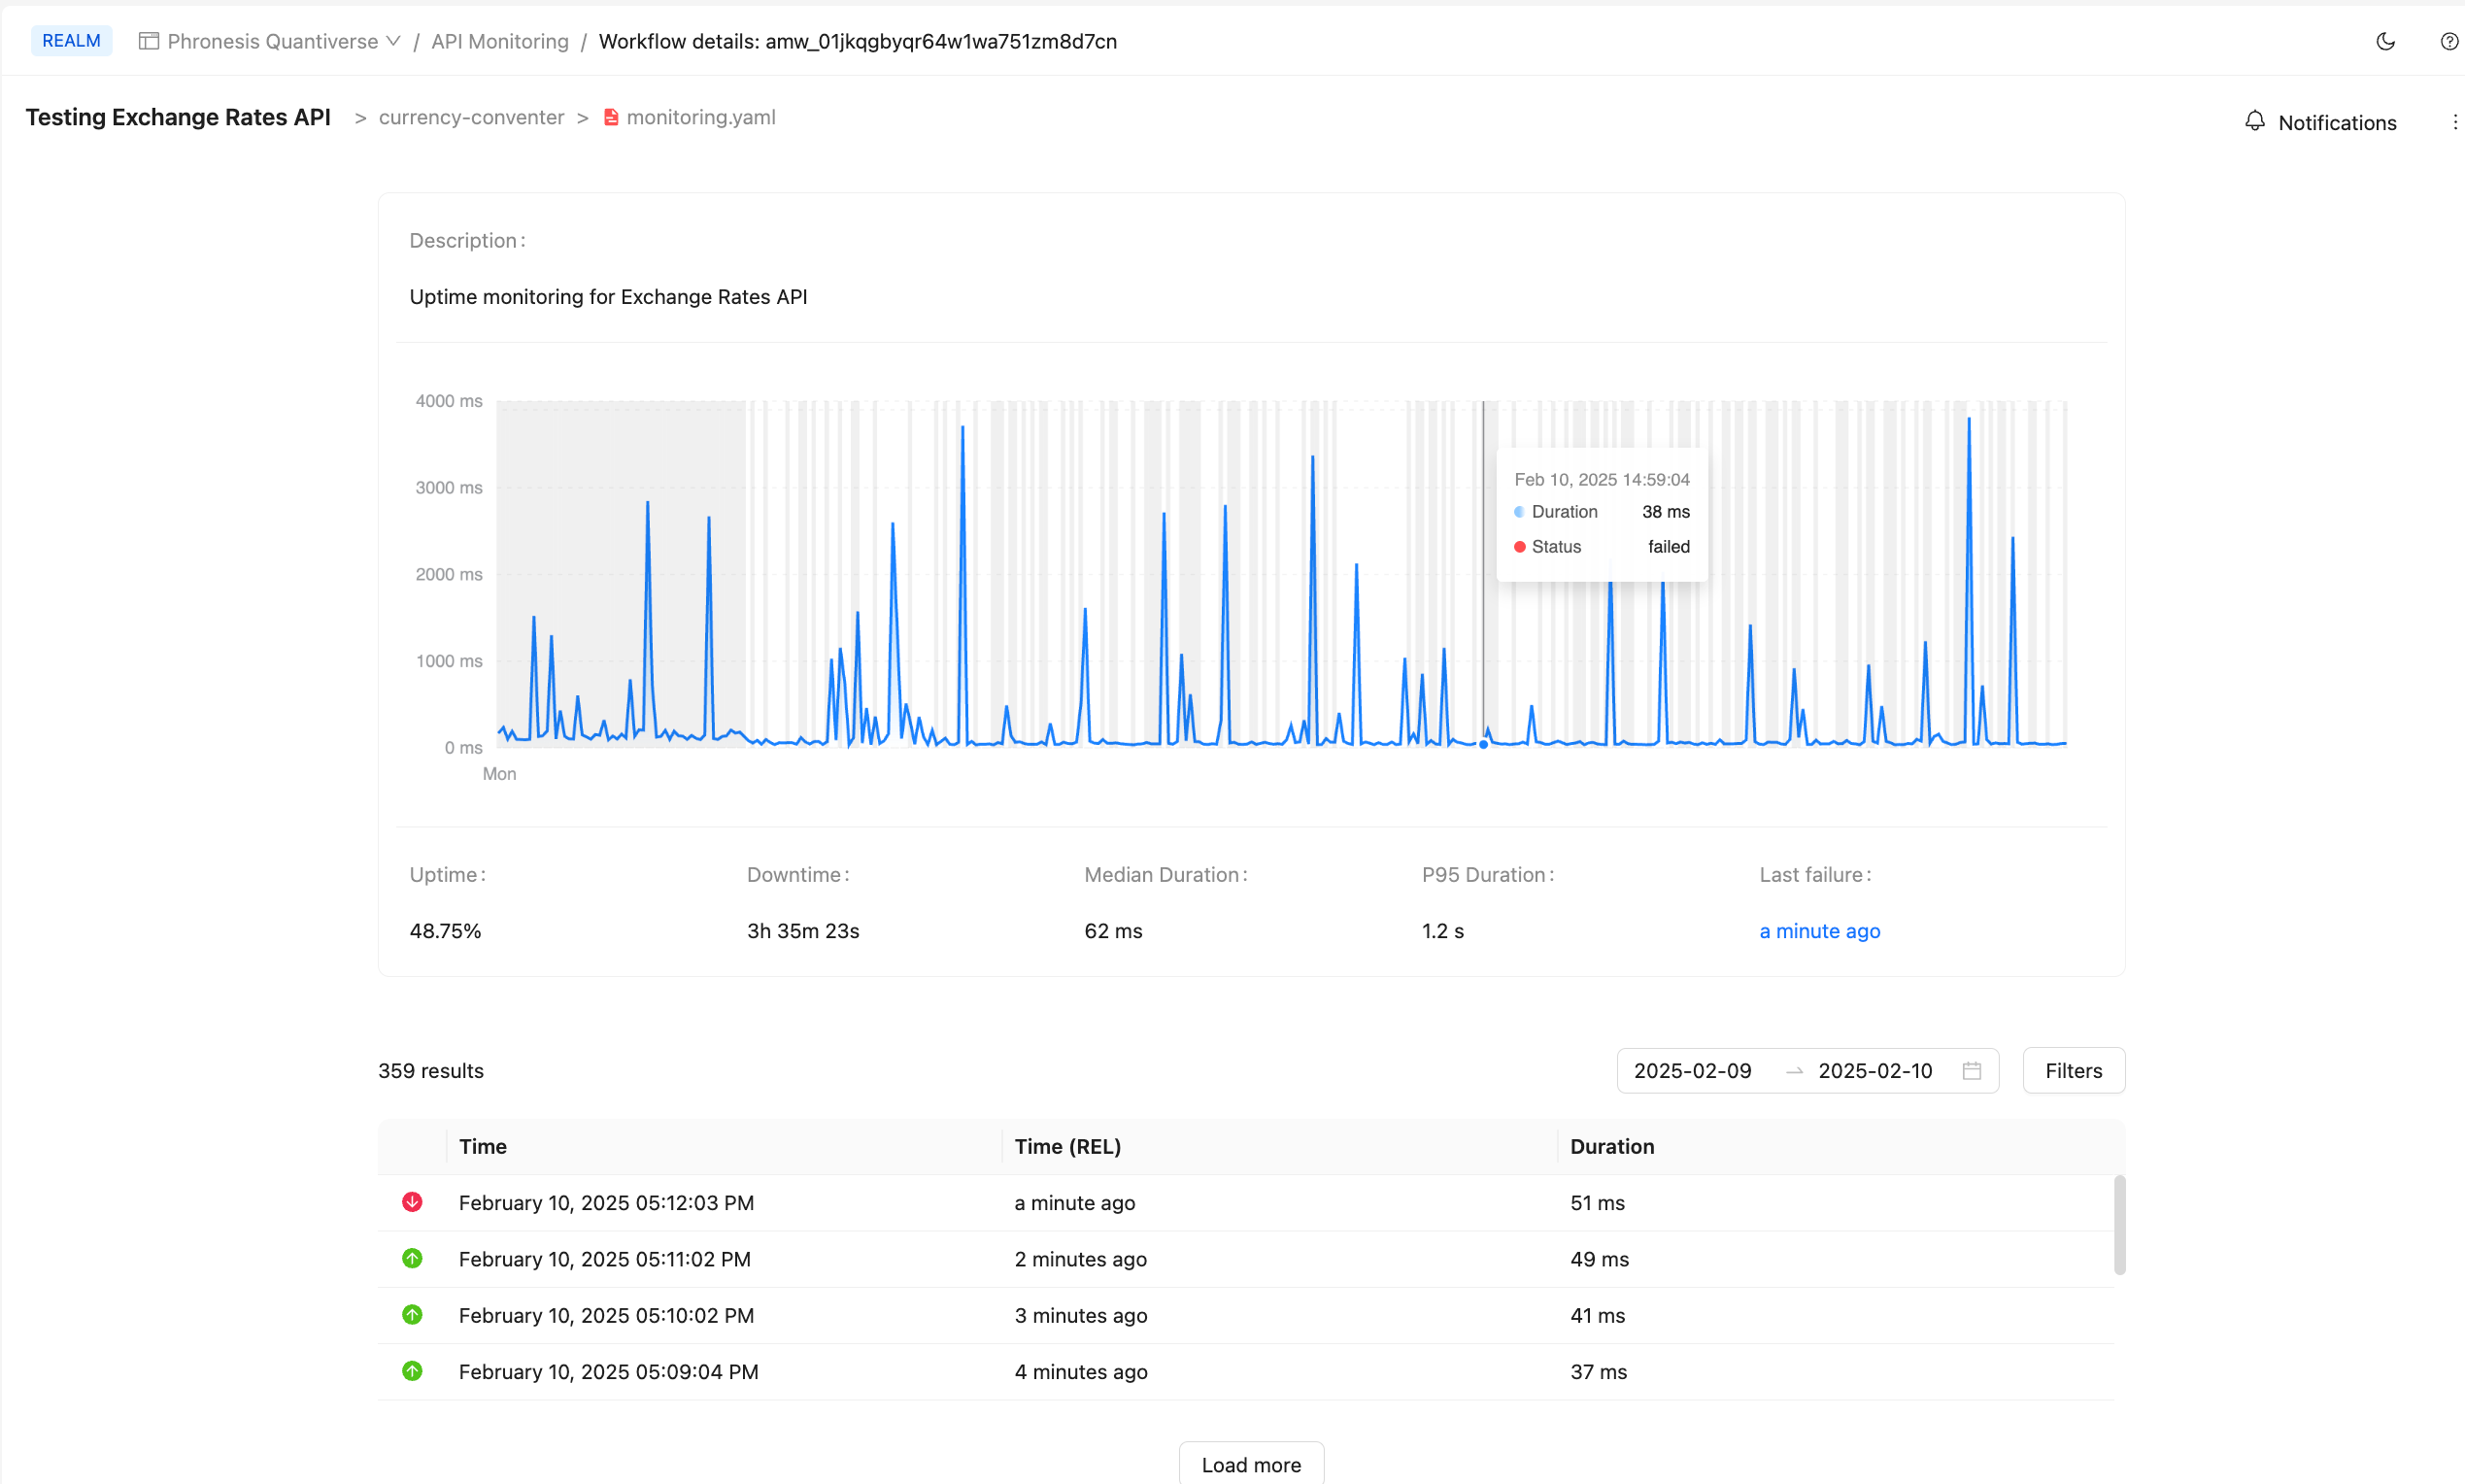 REALM Phronesis Quantiverse / API Monitoring / Workflow details: amw_01jkqgbyqr64w1wa751zm8d7cn
Testing Exchange Rates API > currency-conventer > monitoring.yaml
Notifications
Description:
Uptime monitoring for Exchange Rates API
4000 ms
3000 ms
2000 ms
1000 ms
0 ms
Mon
Feb 10, 2025 14:59:04
Duration 38 ms
Status failed
Uptime: Downtime: Median Duration: P95 Duration: Last failure:
48.75% 3h 35m 23s 62 ms 1.2 s a minute ago
359 results 2025-02-09 → 2025-02-10 Filters
Time Time (REL) Duration
February 10, 2025 05:12:03 PM a minute ago 51 ms
February 10, 2025 05:11:02 PM 2 minutes ago 49 ms
February 10, 2025 05:10:02 PM 3 minutes ago 41 ms
February 10, 2025 05:09:04 PM 4 minutes ago 37 ms
Load more